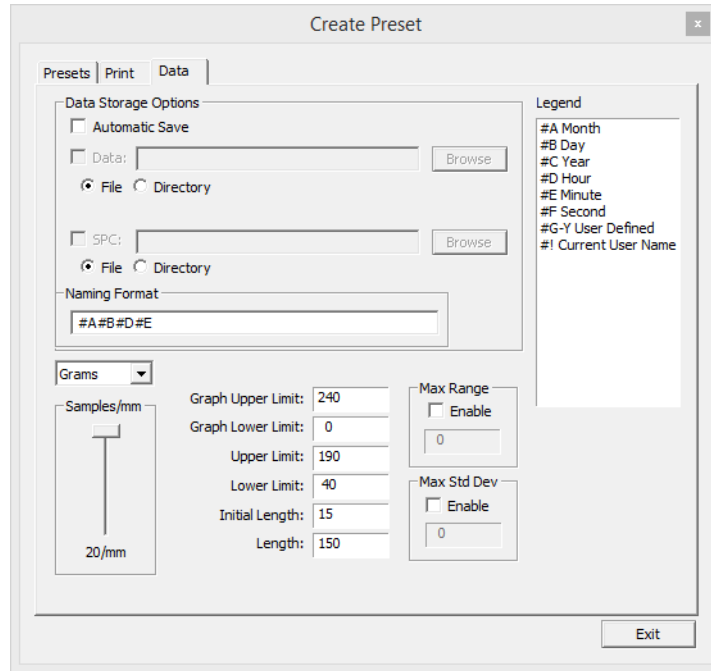 Create Preset
x
Presets Print Data
Data Storage Options
Automatic Save
Data:
Browse
File Directory
SPC:
Browse
File Directory
Naming Format
#A#B#D#E
Legend
#A Month
#B Day
#C Year
#D Hour
#E Minute
#F Second
#G-Y User Defined
#! Current User Name
Grams
Samples/mm
20/mm
Graph Upper Limit: 240
Graph Lower Limit: 0
Upper Limit: 190
Lower Limit: 40
Initial Length: 15
Length: 150
Max Range
Enable
0
Max Std Dev
Enable
0
Exit